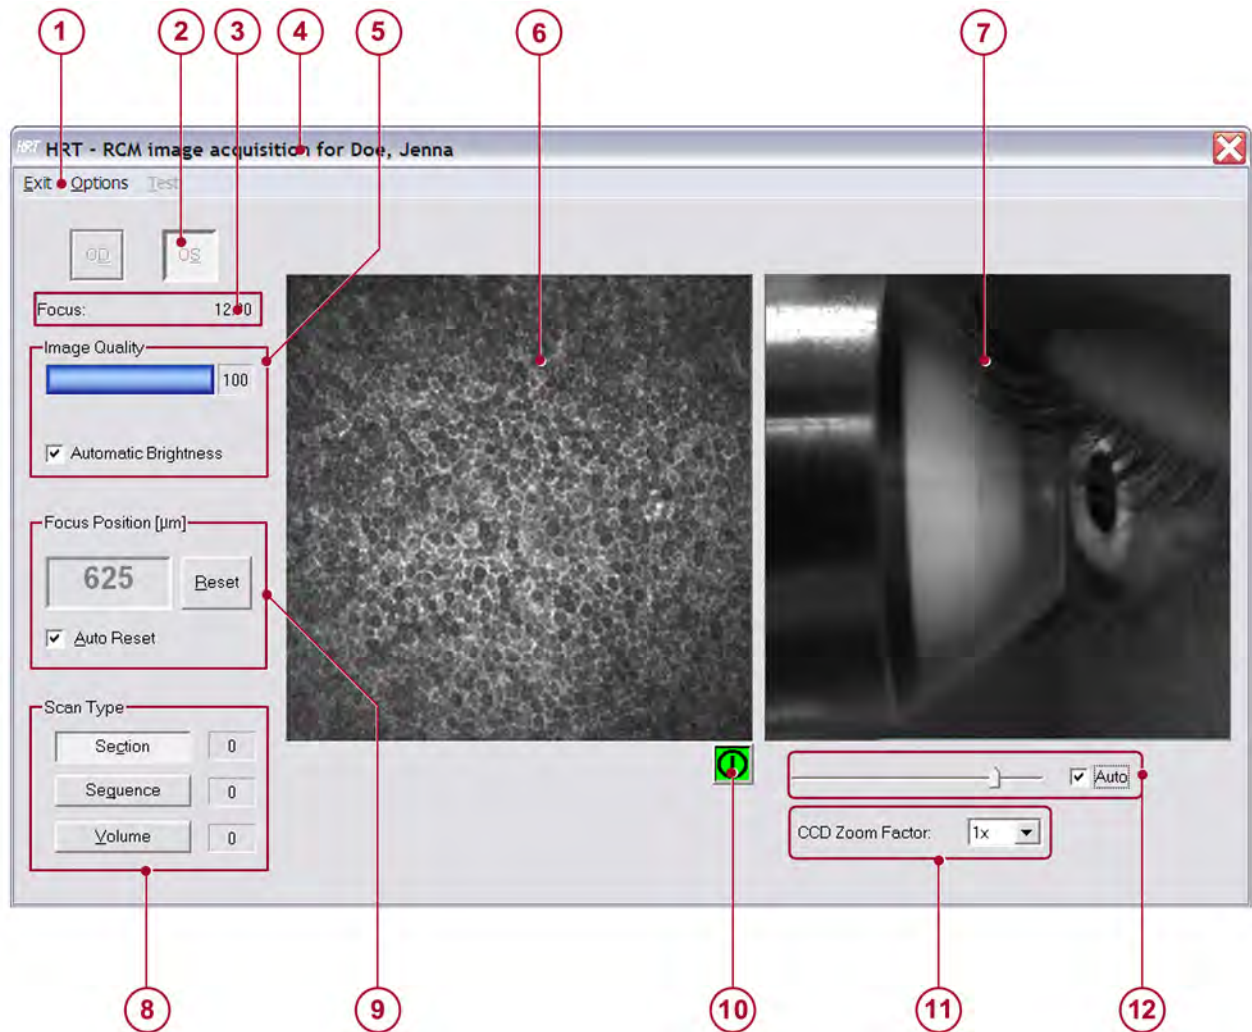 1 2 3 4 5 6 7
HRT HRT - RCM image acquisition for Doe, Jenna
Exit Options Test
OD OS
Focus:
Image Quality
100
Automatic Brightness
Focus Position [µm]
625 Reset
Auto Reset
Scan Type
Section 0
Sequence 0
Volume 0
Auto
CCD Zoom Factor: 1x
8 9 10 11 12